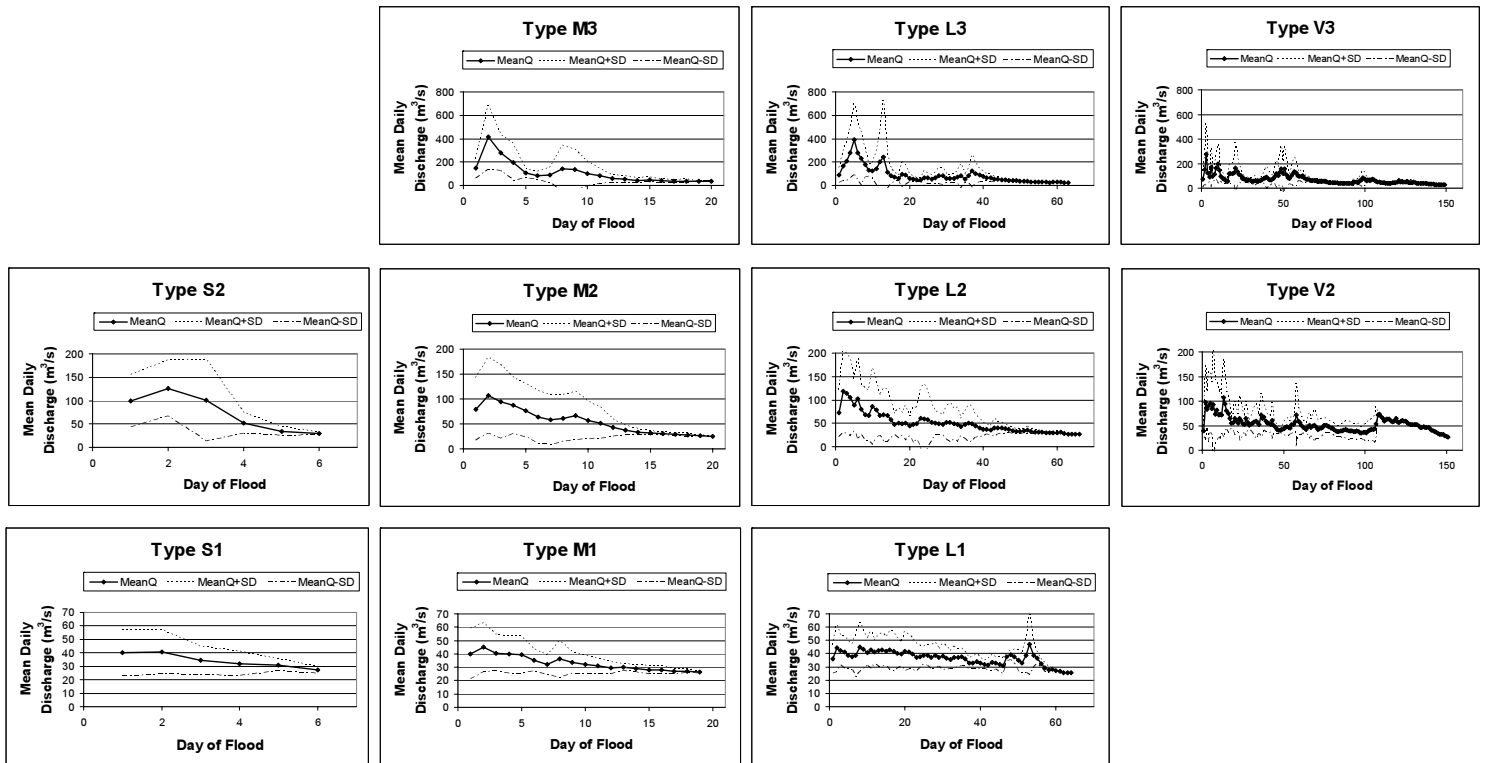 Type M3
MeanQ MeanQ+SD MeanQ-SD
Mean Daily
Discharge (m³/s)
800
600
400
200
0
0 5 10 15 20
Day of Flood
Type L3
MeanQ MeanQ+SD MeanQ-SD
Mean Daily
Discharge (m³/s)
800
600
400
200
0
0 20 40 60
Day of Flood
Type V3
MeanQ MeanQ+SD MeanQ-SD
Mean Daily
Discharge (m³/s)
800
600
400
200
0
0 50 100 150
Day of Flood
Type S2
MeanQ MeanQ+SD MeanQ-SD
Mean Daily
Discharge (m³/s)
200
150
100
50
0
0 2 4 6
Day of Flood
Type M2
MeanQ MeanQ+SD MeanQ-SD
Mean Daily
Discharge (m³/s)
200
150
100
50
0
0 5 10 15 20
Day of Flood
Type L2
MeanQ MeanQ+SD MeanQ-SD
Mean Daily
Discharge (m³/s)
200
150
100
50
0
0 20 40 60
Day of Flood
Type V2
MeanQ MeanQ+SD MeanQ-SD
Mean Daily
Discharge (m³/s)
200
150
100
50
0
0 50 100 150
Day of Flood
Type S1
MeanQ MeanQ+SD MeanQ-SD
Mean Daily
Discharge (m³/s)
70
60
50
40
30
20
10
0
0 2 4 6
Day of Flood
Type M1
MeanQ MeanQ+SD MeanQ-SD
Mean Daily
Discharge (m³/s)
70
60
50
40
30
20
10
0
0 5 10 15 20
Day of Flood
Type L1
MeanQ MeanQ+SD MeanQ-SD
Mean Daily
Discharge (m³/s)
70
60
50
40
30
20
10
0
0 20 40 60
Day of Flood